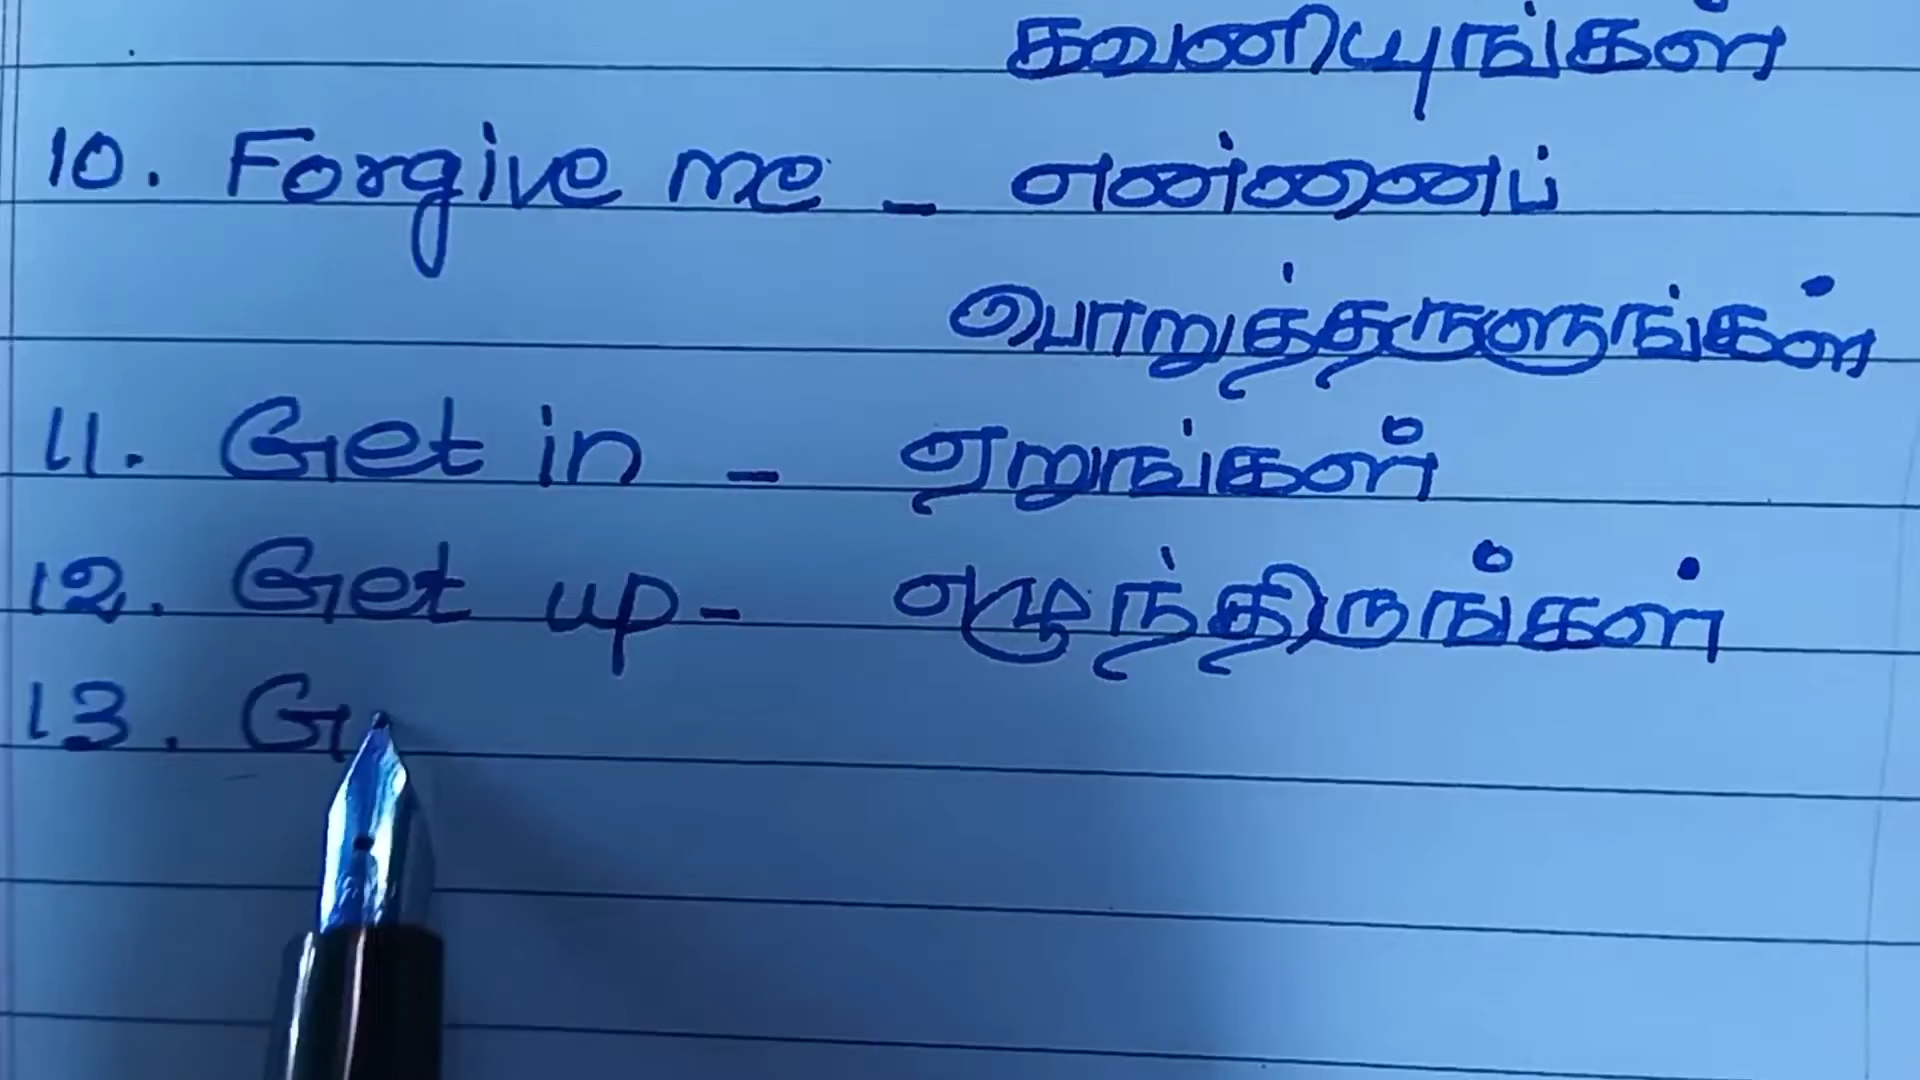 கவனியுங்கள்
10. Forgive me - என்னைப்
பொறுத்தருளுங்கள்
11. Get in - ஏறுங்கள்
12. Get up - எழுந்திருங்கள்
13. G